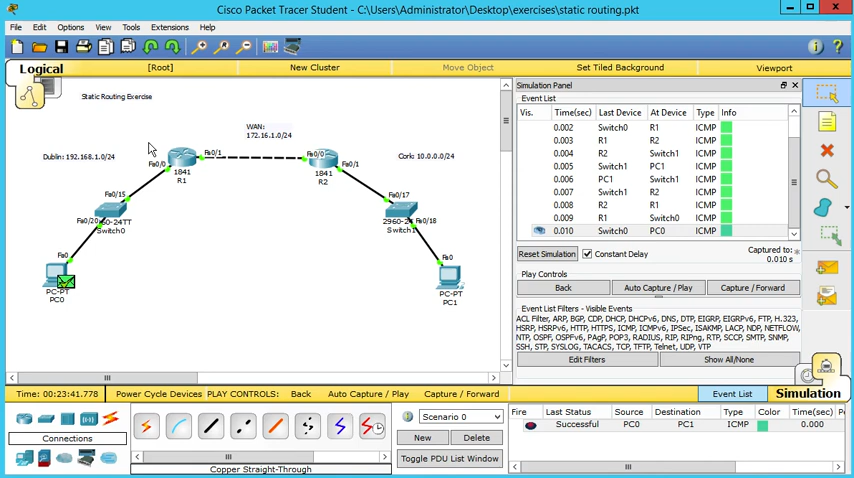 Cisco Packet Tracer Student - C:\Users\Administrator\Desktop\exercises\static routing.pkt
File Edit Options View Tools Extensions Help
Logical [Root] New Cluster Move Object Set Tiled Background Viewport
Static Routing Exercise
WAN:
172.16.1.0/24
Dublin: 192.168.1.0/24
Cork: 10.0.0.0/24
Fa0/0
Fa0/1
1841
R1
Fa0/0
Fa0/1
1841
R2
Fa0/15
Fa0/20
Switch0
Fa0/17
Fa0/18
Fa0
PC-PT
PC0
Fa0
PC-PT
PC1
Simulation Panel
Event List
Vis. Time(sec) Last Device At Device Type Info
0.002 Switch0 R1 ICMP
0.003 R1 R2 ICMP
0.004 R2 Switch1 ICMP
0.005 Switch1 PC1 ICMP
0.006 PC1 Switch1 ICMP
0.007 Switch1 R2 ICMP
0.008 R2 R1 ICMP
0.009 R1 Switch0 ICMP
0.010 Switch0 PC0 ICMP
Reset Simulation Constant Delay Captured to:
0.010 s
Play Controls
Back Auto Capture / Play Capture / Forward
Event List Filters - Visible Events
ACL Filter, ARP, BGP, CDP, DHCP, DHCPv6, DNS, DTP, EIGRP, EIGRPv6, FTP, H.323,
HSRP, HSRPv6, HTTP, HTTPS, ICMP, ICMPv6, IPSec, ISAKMP, LACP, NDP, NETFLOW,
NTP, OSPF, OSPFv6, PAgP, POP3, RADIUS, RIP, RIPng, RTP, SCCP, SMTP, SNMP,
SSH, STP, SYSLOG, TACACS, TCP, TFTP, Telnet, UDP, VTP
Edit Filters Show All/None
Time: 00:23:41.778 Power Cycle Devices PLAY CONTROLS: Back Auto Capture / Play Capture / Forward Event List Simulation
Connections
Copper Straight-Through
Scenario 0
New Delete
Toggle PDU List Window
Fire Last Status Source Destination Type Color Time(sec)
Successful PC0 PC1 ICMP 0.000